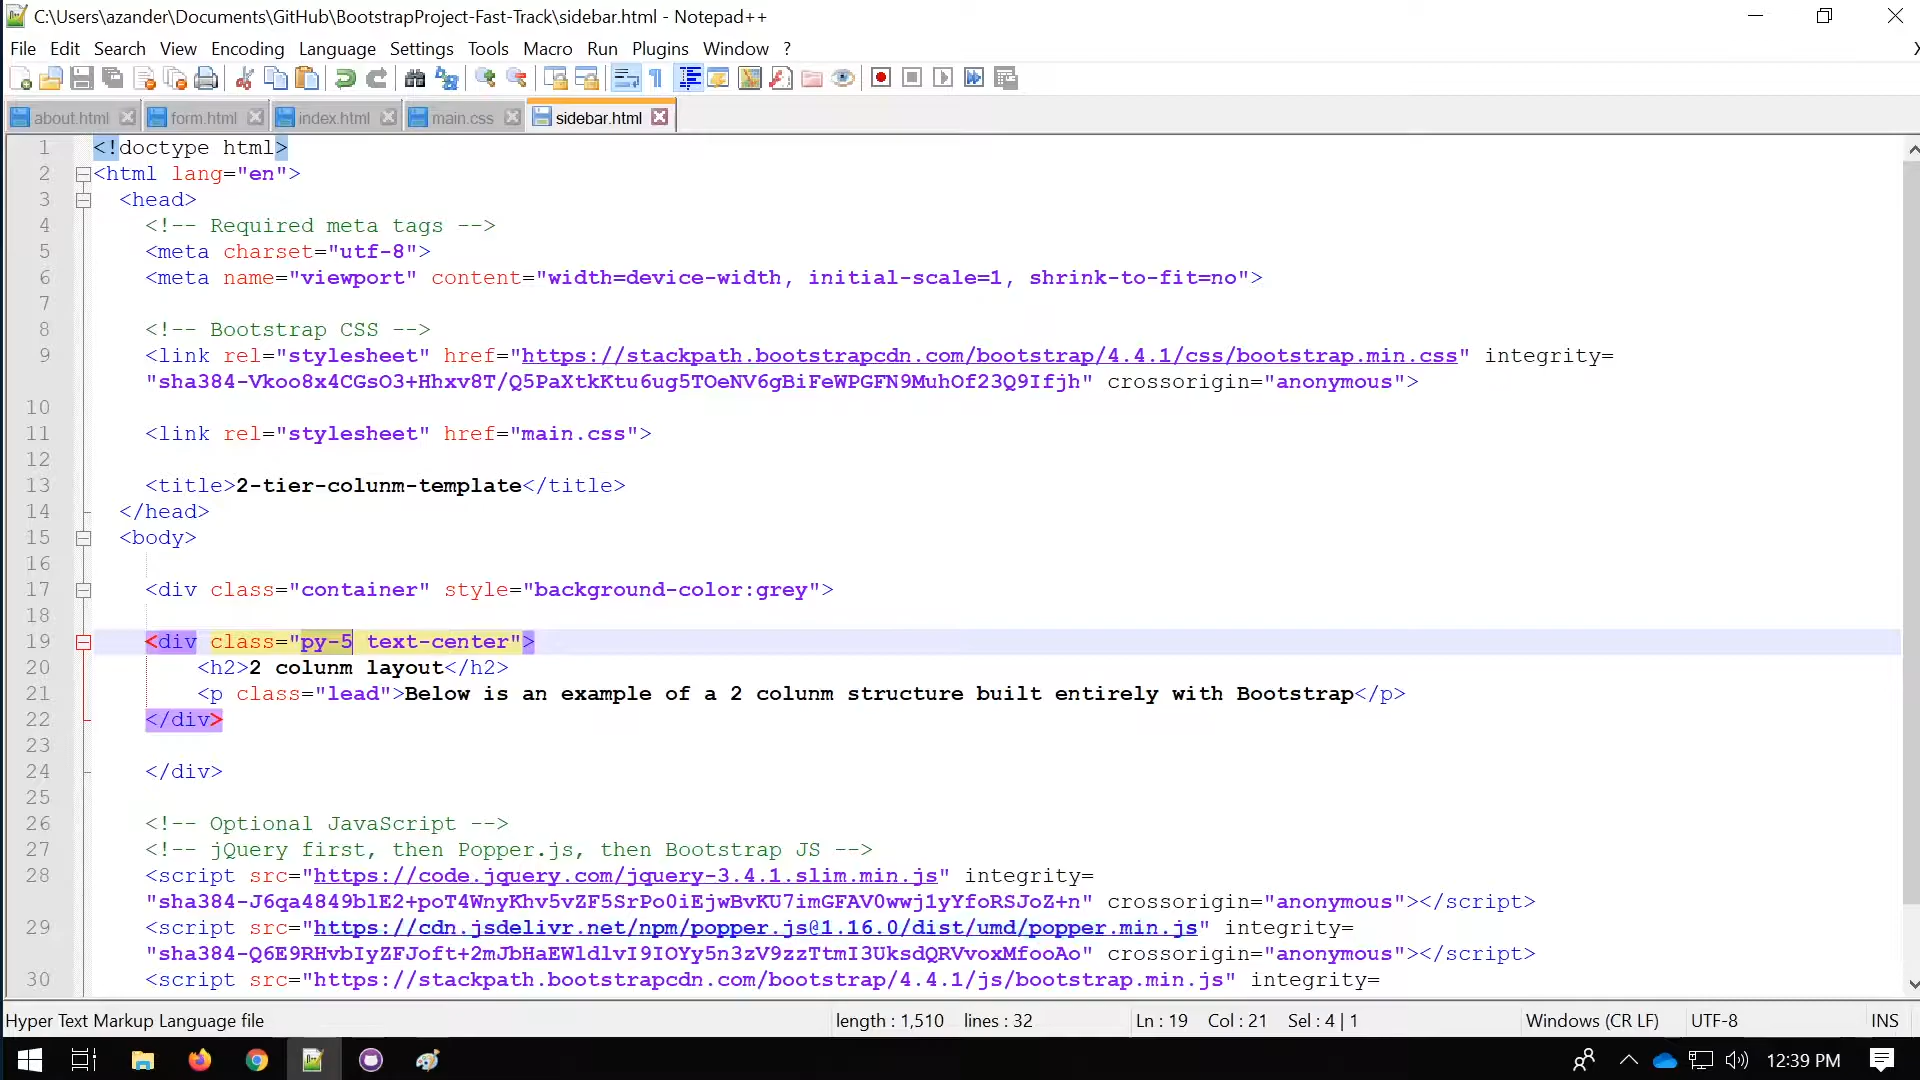 C:\Users\azander\Documents\GitHub\BootstrapProject-Fast-Track\sidebar.html - Notepad++
File Edit Search View Encoding Language Settings Tools Macro Run Plugins Window ?
about.html form.html index.html main.css sidebar.html
1 <!doctype html>
2 <html lang="en">
3 <head>
4 <!-- Required meta tags -->
5 <meta charset="utf-8">
6 <meta name="viewport" content="width=device-width, initial-scale=1, shrink-to-fit=no">
7
8 <!-- Bootstrap CSS -->
9 <link rel="stylesheet" href="https://stackpath.bootstrapcdn.com/bootstrap/4.4.1/css/bootstrap.min.css" integrity=
"sha384-Vkoo8x4CGsO3+Hhxv8T/Q5PaXtkKtu6ug5TOeNV6gBiFeWPGFN9MuhOf23Q9Ifjh" crossorigin="anonymous">
10
11 <link rel="stylesheet" href="main.css">
12
13 <title>2-tier-colunm-template</title>
14 </head>
15 <body>
16
17 <div class="container" style="background-color:grey">
18
19 <div class="py-5 text-center">
20 <h2>2 colunm layout</h2>
21 <p class="lead">Below is an example of a 2 colunm structure built entirely with Bootstrap</p>
22 </div>
23
24 </div>
25
26 <!-- Optional JavaScript -->
27 <!-- jQuery first, then Popper.js, then Bootstrap JS -->
28 <script src="https://code.jquery.com/jquery-3.4.1.slim.min.js" integrity=
"sha384-J6qa4849blE2+poT4WnyKhv5vZF5SrPo0iEjwBvKU7imGFAV0wwj1yYfoRSJoZ+n" crossorigin="anonymous"></script>
29 <script src="https://cdn.jsdelivr.net/npm/popper.js@1.16.0/dist/umd/popper.min.js" integrity=
"sha384-Q6E9RHvbIyZFJoft+2mJbHaEWldlvI9IOYy5n3zV9zzTtmI3UksdQRVvoxMfooAo" crossorigin="anonymous"></script>
30 <script src="https://stackpath.bootstrapcdn.com/bootstrap/4.4.1/js/bootstrap.min.js" integrity=
Hyper Text Markup Language file length : 1,510 lines : 32 Ln : 19 Col : 21 Sel : 4 | 1 Windows (CR LF) UTF-8 INS
12:39 PM